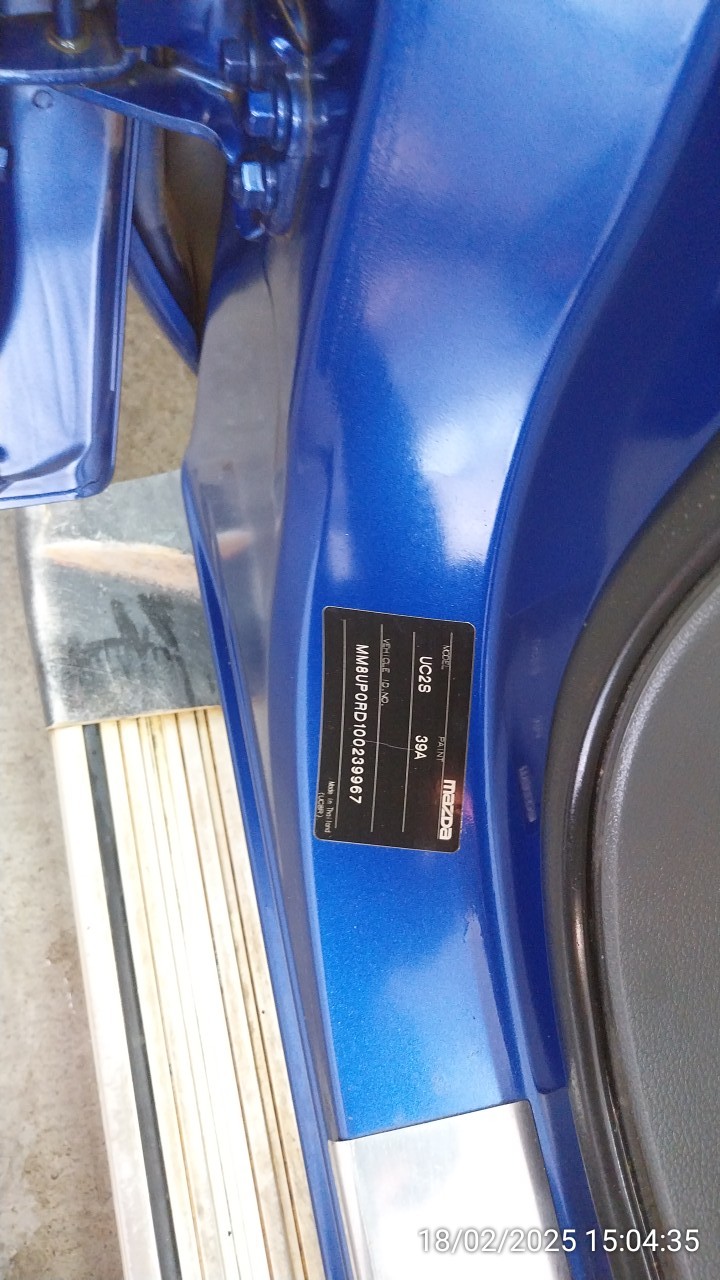 mazda
MODEL PAINT
UC2S 39A
VEHICLE ID.NO.
MM8UP0RD100239967
Made in Thailand
18/02/2025 15:04:35